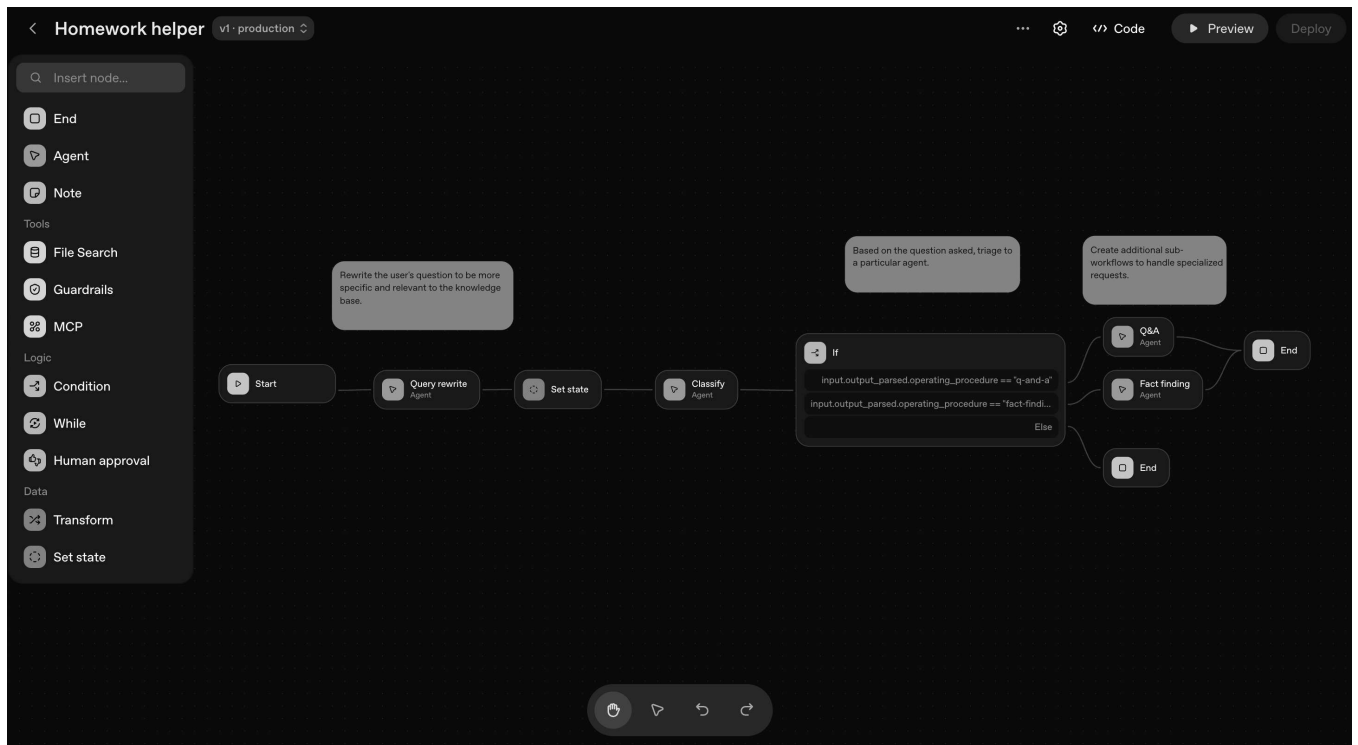 Homework helper
v1 · production
Code
Preview
Deploy
Insert node...
End
Agent
Note
Tools
File Search
Guardrails
MCP
Logic
Condition
While
Human approval
Data
Transform
Set state
Rewrite the user's question to be more
specific and relevant to the knowledge
base.
Based on the question asked, triage to
a particular agent.
Create additional sub-
workflows to handle specialized
requests.
Start
Query rewrite
Agent
Set state
Classify
Agent
If
input.output_parsed.operating_procedure == "q-and-a"
input.output_parsed.operating_procedure == "fact-findi...
Else
Q&A
Agent
Fact finding
Agent
End
End